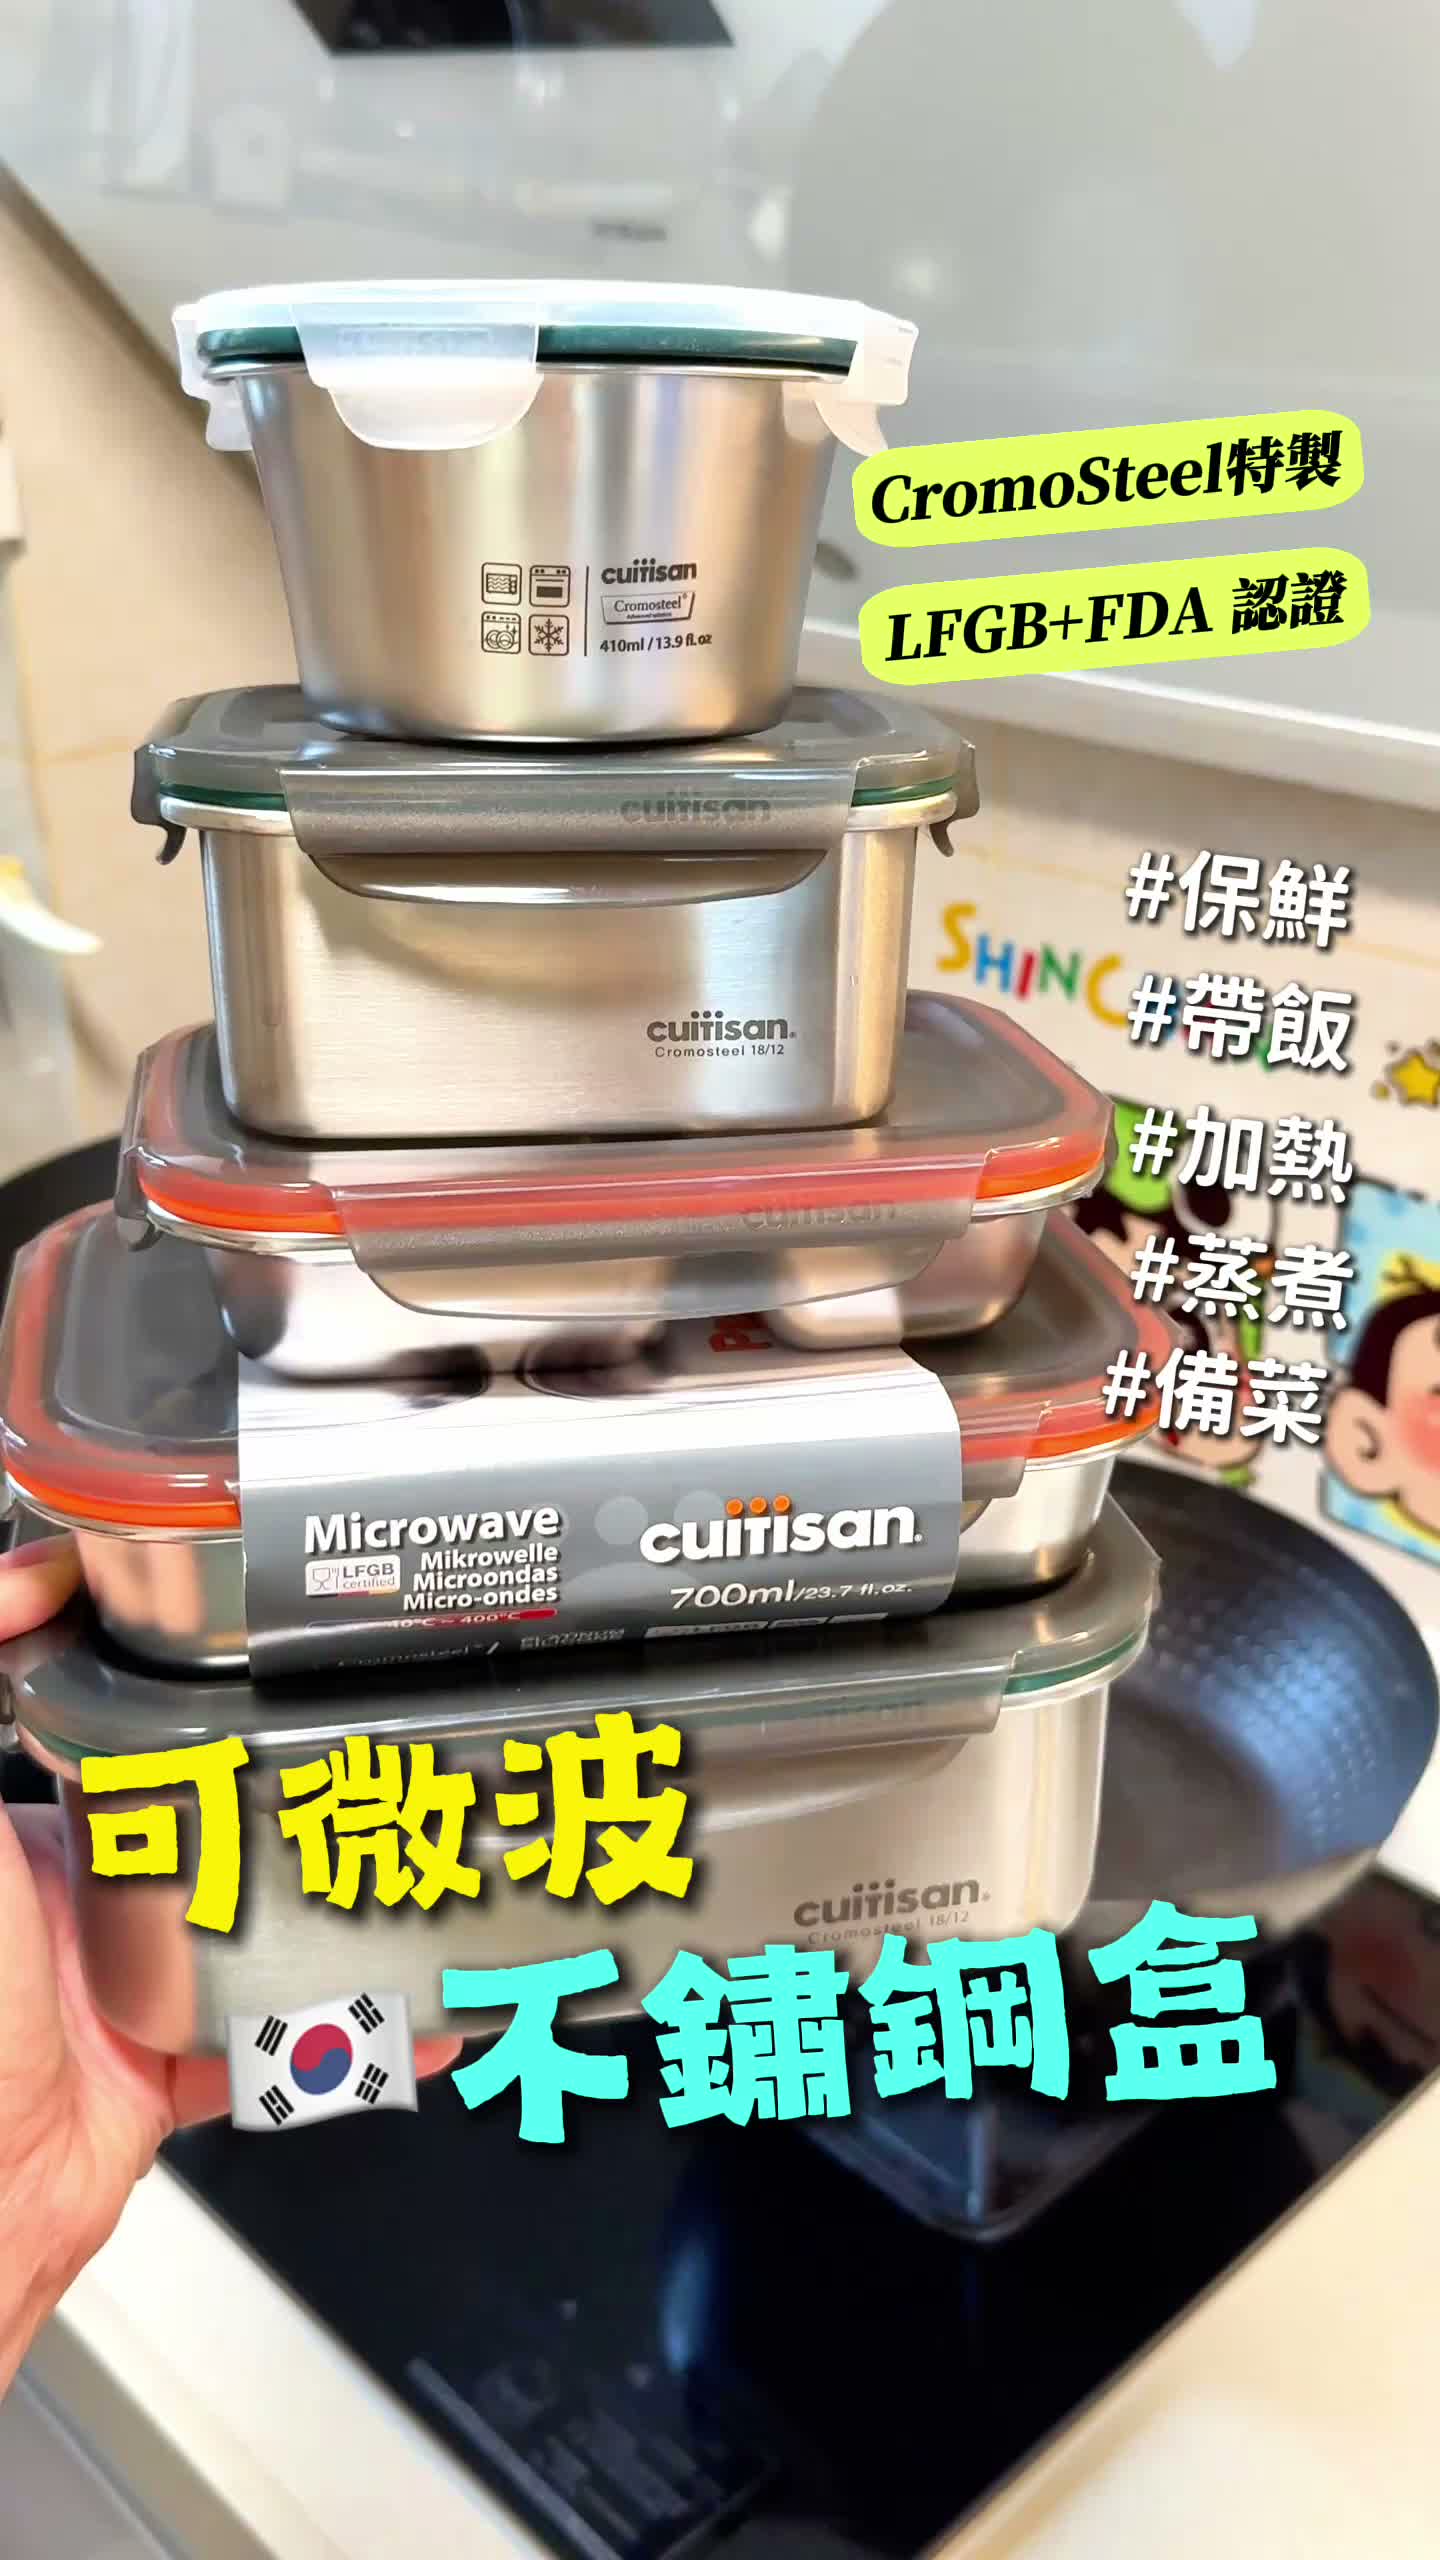 cuitisan
Cromosteel®
410ml / 13.9 fl.oz
CromoSteel特製
LFGB+FDA 認證
cuitisan
cuitisan.
Cromosteel 18/12
#保鮮
#帶飯
#加熱
#蒸煮
#備菜
SHIN
cuitisan
Microwave
LFGB
certified
Mikrowelle
Microondas
Micro-ondes
cuitisan®
700ml/23.7 fl.oz.
可微波
cuitisan.
Cromosteel 18/12
不鏽鋼盒